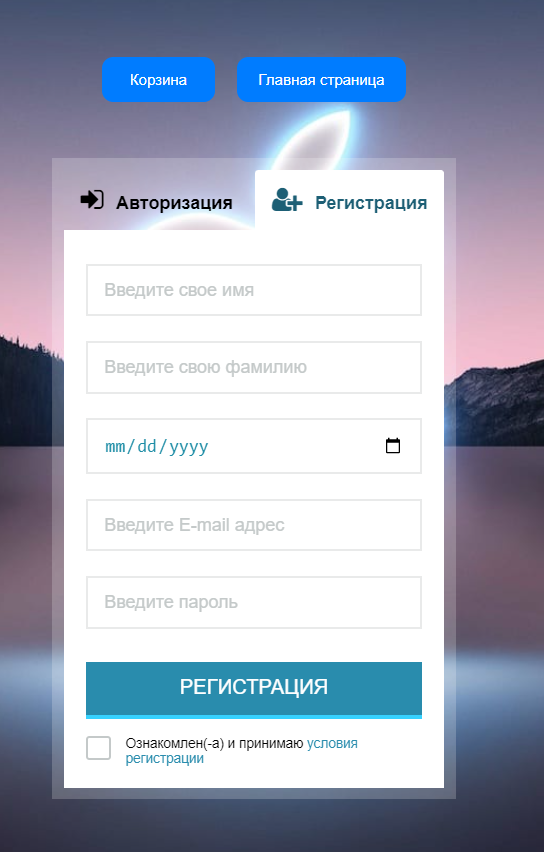 Корзина
Главная страница
Авторизация
Регистрация
Введите свое имя
Введите свою фамилию
mm/dd/yyyy
Введите E-mail адрес
Введите пароль
РЕГИСТРАЦИЯ
Ознакомлен(-а) и принимаю условия
регистрации